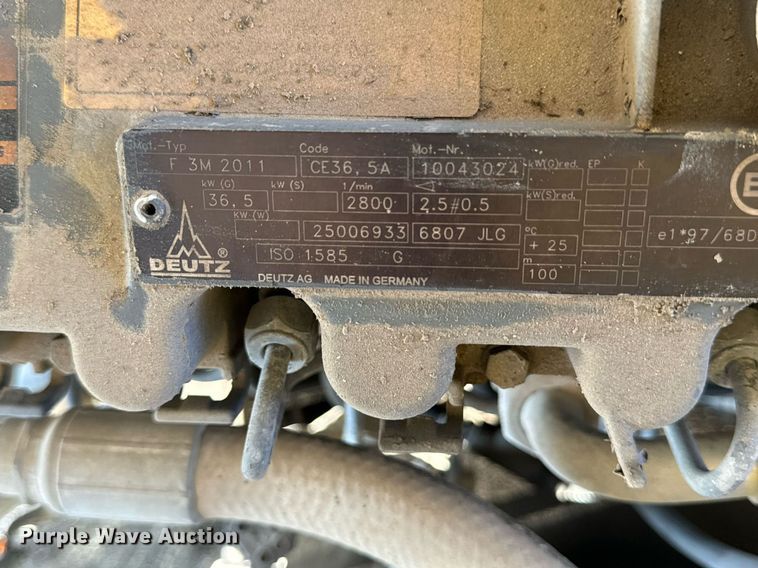 Mot.-Typ Code Mot.-Nr.
F 3M 2011 CE36,5A 10043024 kW(G)red. EP K
kW (G) kW (S) 1/min
36.5 2800 2.5#0.5 kW(S)red.
kW (W)
25006933 6807 JLG °C e1*97/68D
+ 25
ISO 1585 G m
100
DEUTZ ®
DEUTZ AG MADE IN GERMANY
Purple Wave Auction